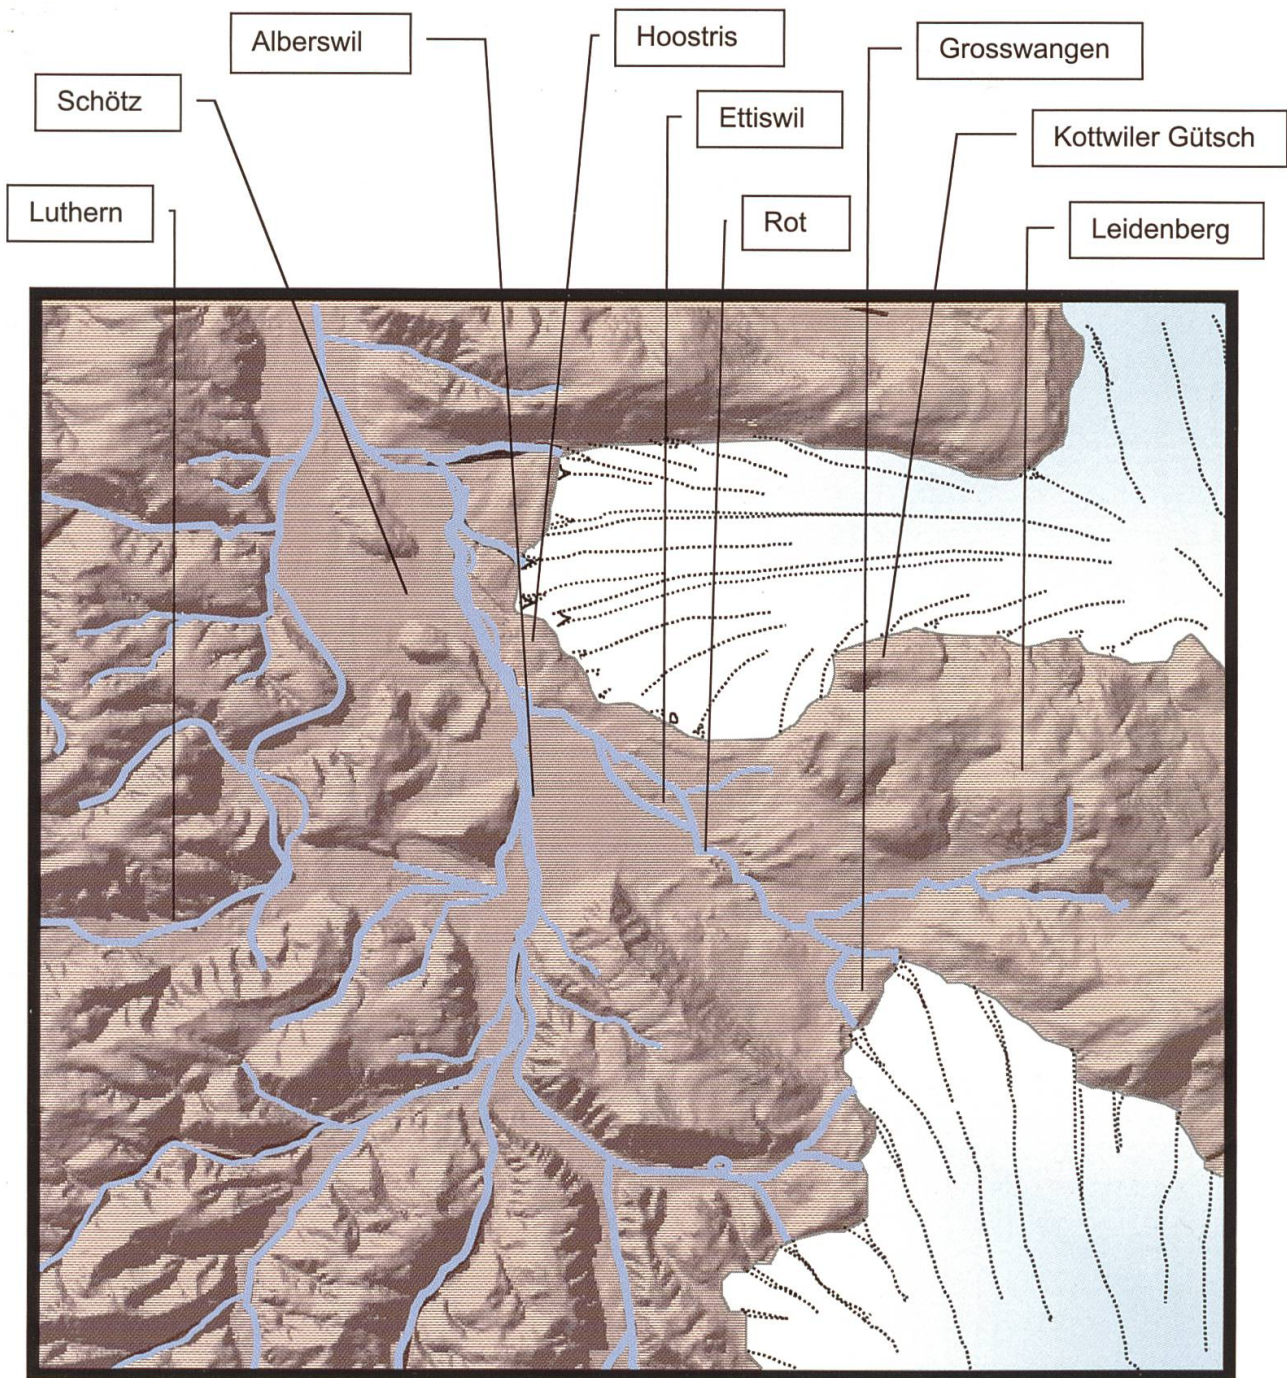 Alberswil
Hoostris
Grosswangen
Schötz
Ettiswil
Kottwiler Gütsch
Luthern
Rot
Leidenberg